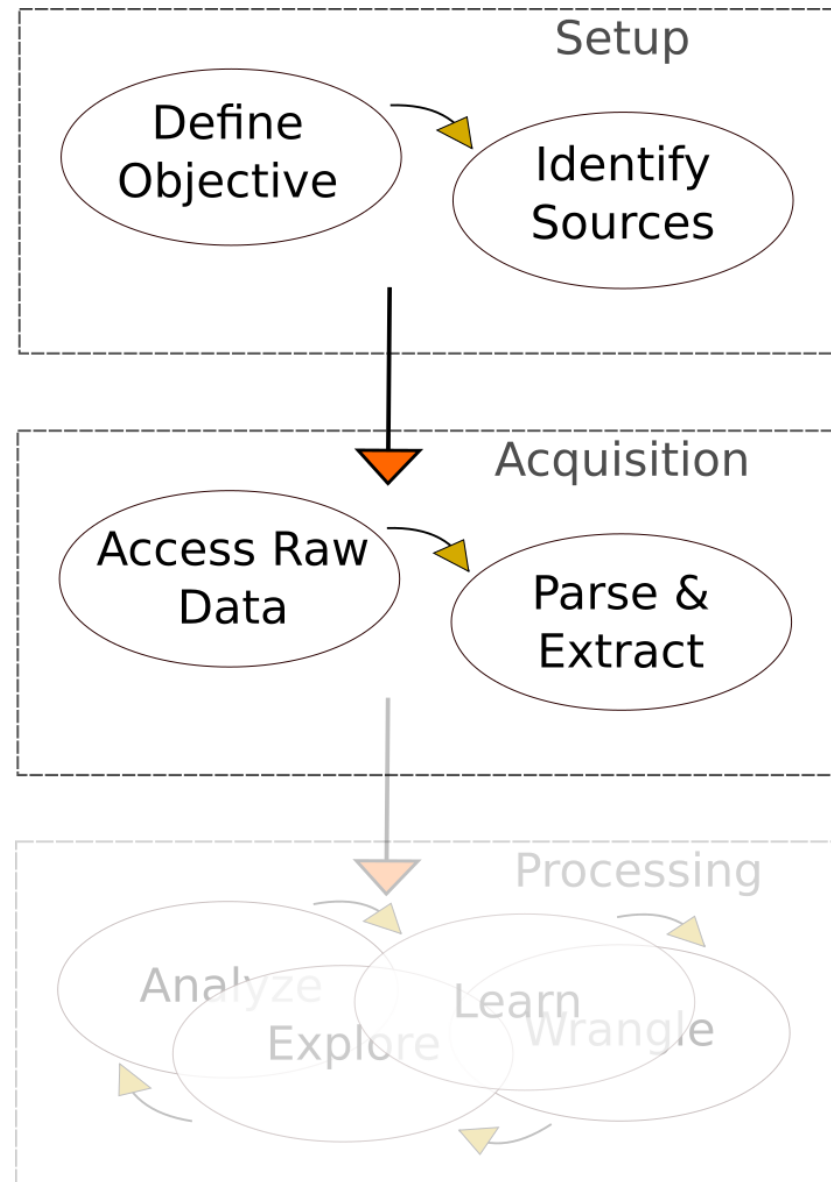 Setup
Define
Objective
Identify
Sources
Acquisition
Access Raw
Data
Parse &
Extract
Processing
Analyze
Learn
Wrangle
Explore